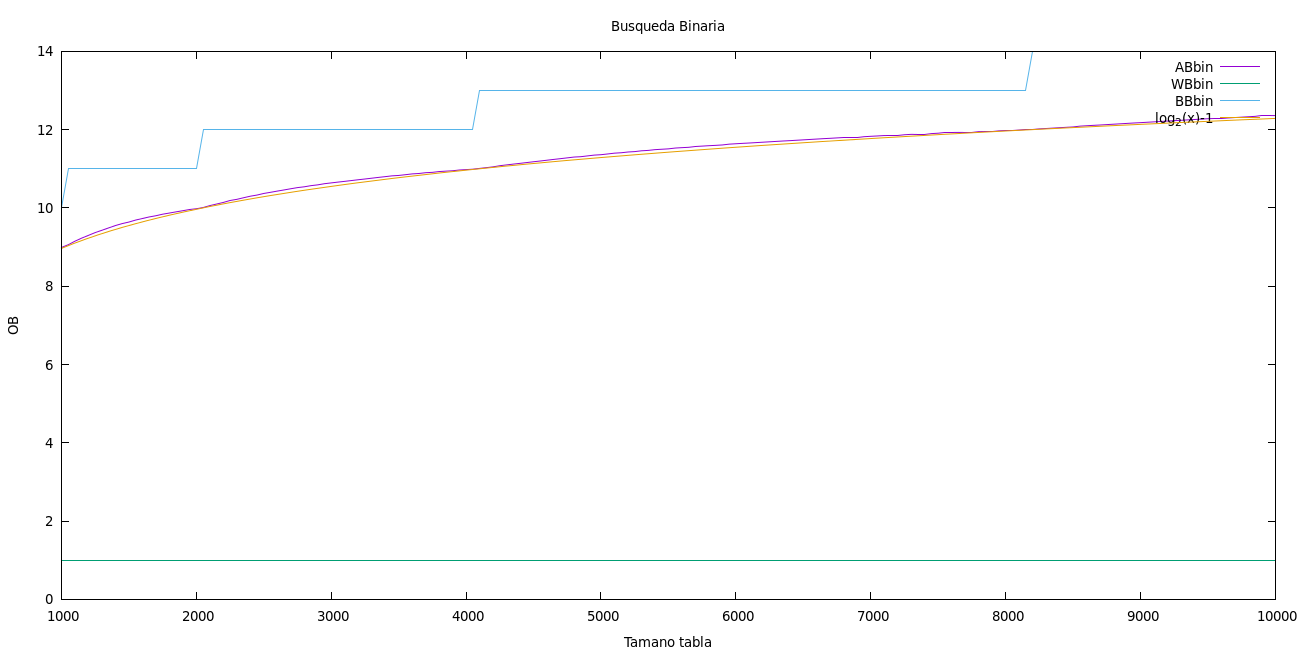 Busqueda Binaria
14
12
10
8
6
4
2
0
OB
ABbin
WBbin
BBbin
log₂(x)-1
1000 2000 3000 4000 5000 6000 7000 8000 9000 10000
Tamano tabla